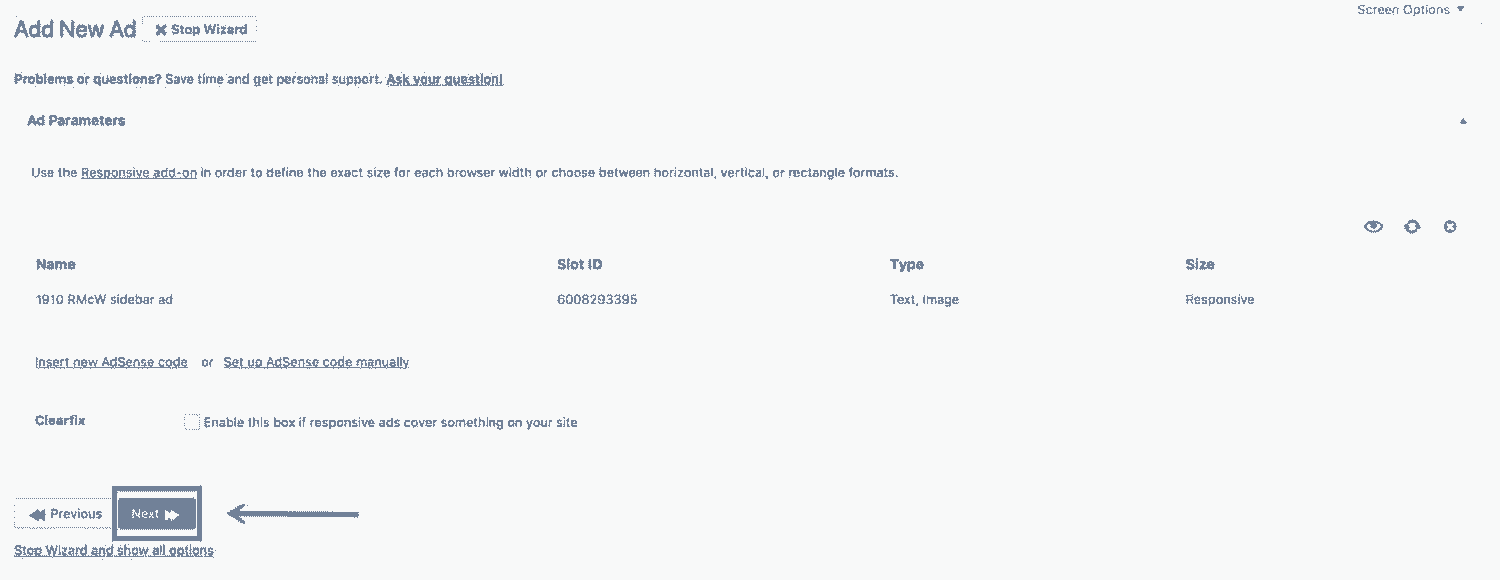 Screen Options
Add New Ad Stop Wizard
Problems or questions? Save time and get personal support. Ask your question!
Ad Parameters
Use the Responsive add-on in order to define the exact size for each browser width or choose between horizontal, vertical, or rectangle formats.
Name Slot ID Type Size
1910 RMcW sidebar ad 6008293395 Text, Image Responsive
Insert new AdSense code or Set up AdSense code manually
Clearfix Enable this box if responsive ads cover something on your site
Previous Next
Stop Wizard and show all options